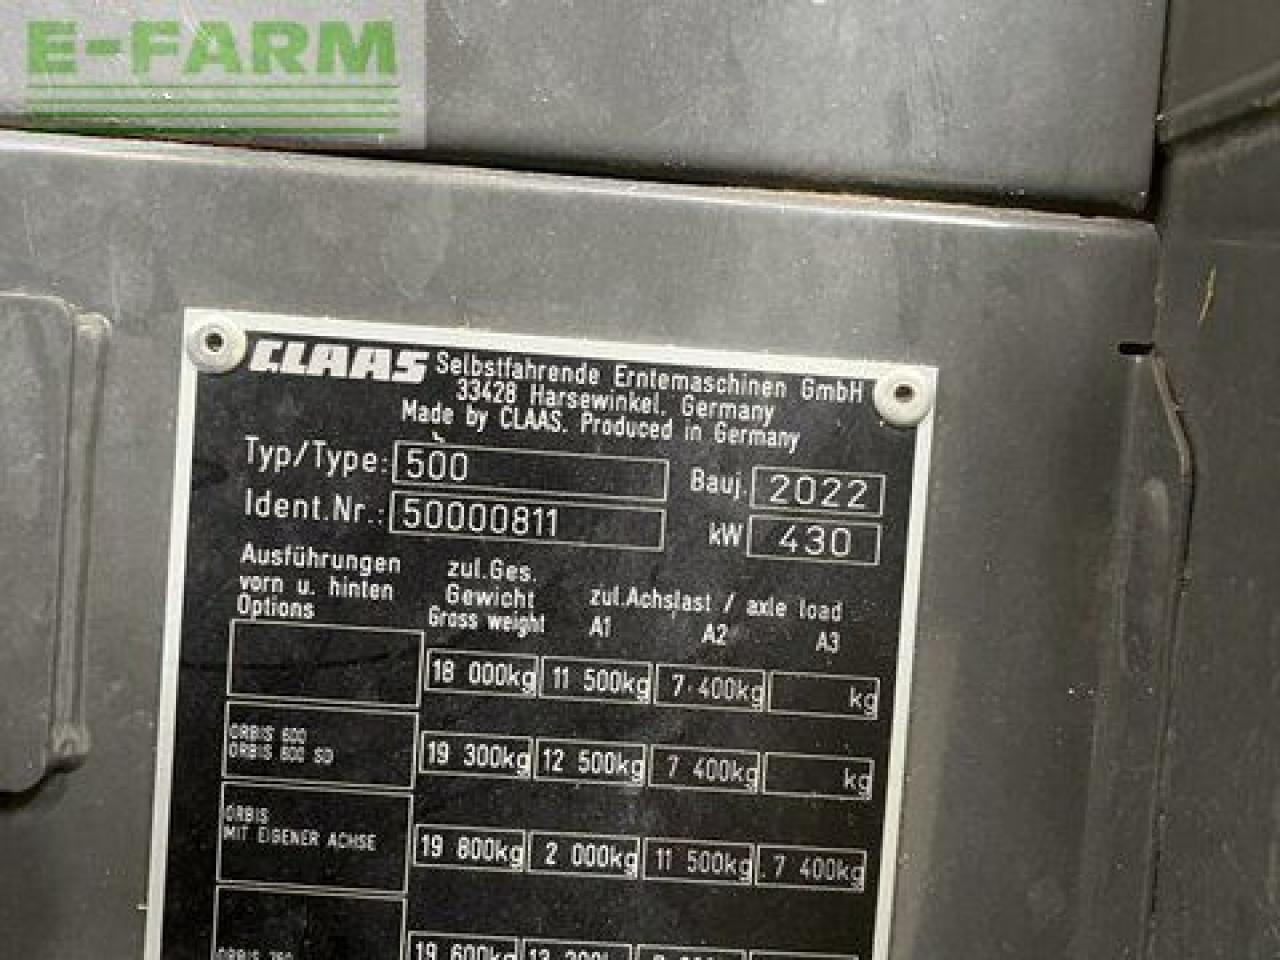 E-FARM
CLAAS Selbstfahrende Erntemaschinen GmbH
33428 Harsewinkel. Germany
Made by CLAAS. Produced in Germany
Typ/Type: 500 Bauj. 2022
Ident.Nr.: 50000811 kW 430
Ausführungen vorn u. hinten
Options
zul.Ges. Gewicht
Gross weight
zul.Achslast / axle load
A1 A2 A3
18 000kg 11 500kg 7 400kg kg
ORBIS 600
ORBIS 600 SD
19 300kg 12 500kg 7 400kg kg
ORBIS
MIT EIGENER ACHSE
19 800kg 2 000kg 11 500kg 7 400kg
19 600kg